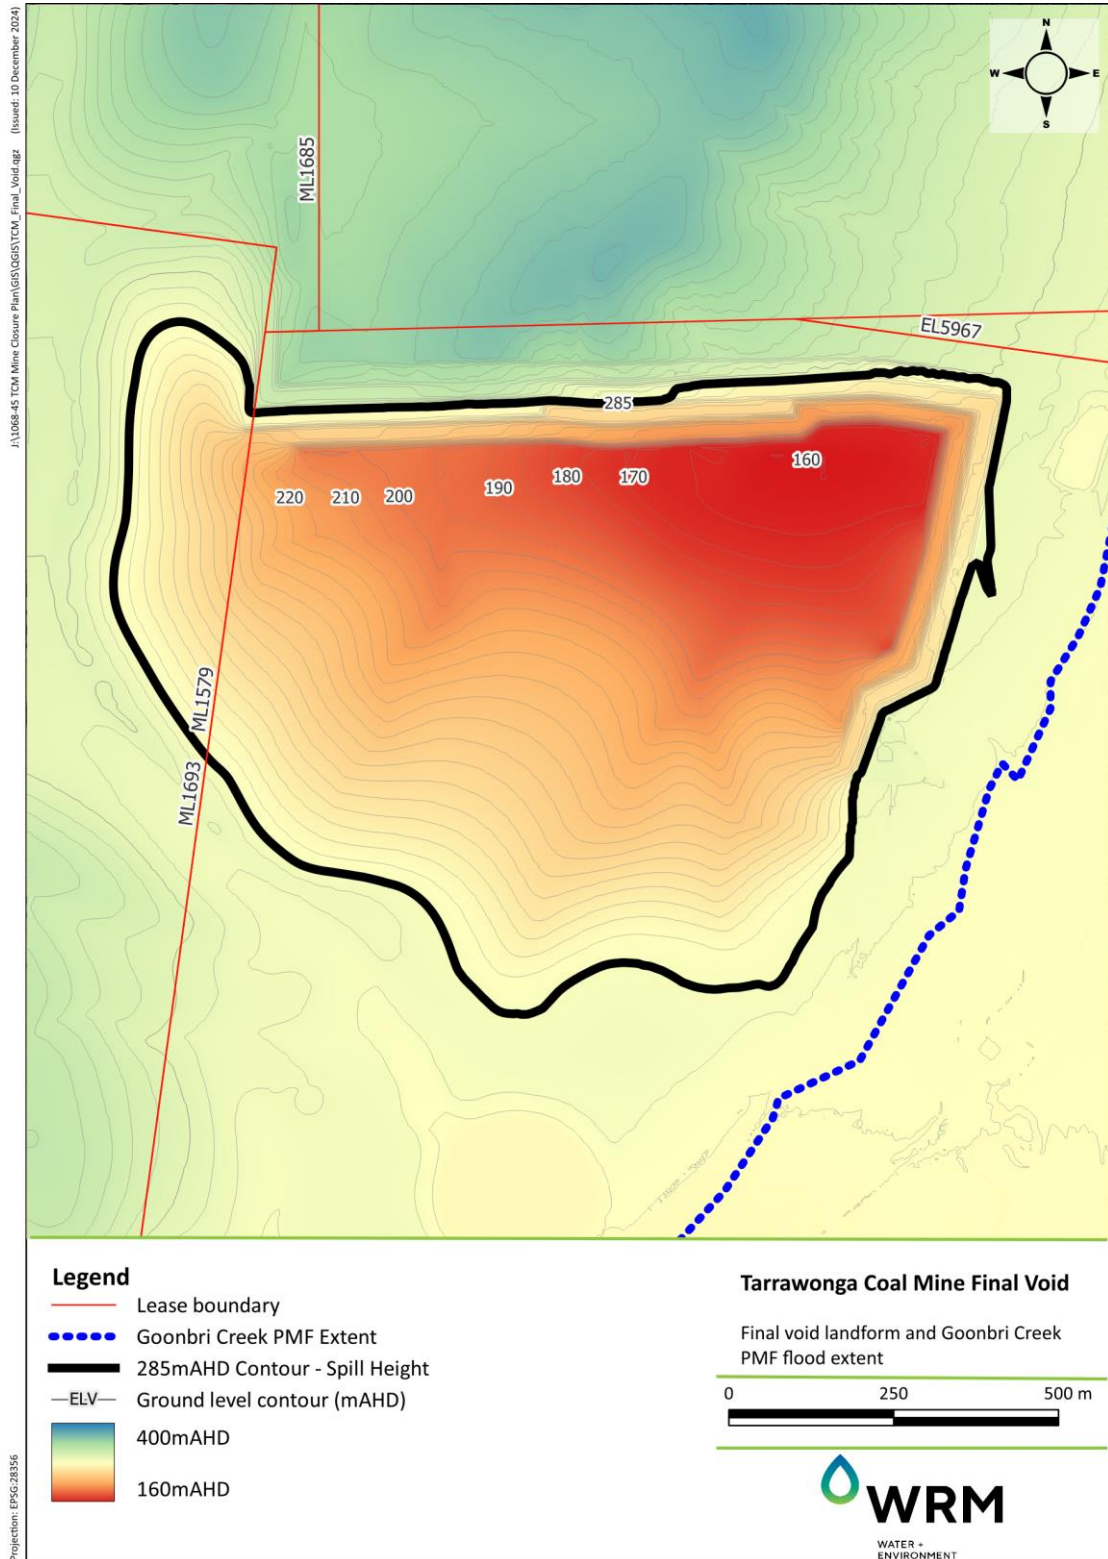 J:\1068-45 TCM Mine Closure Plan\GIS\QGIS\TCM_Final_Void.qgz (Issued: 10 December 2024)
N
W E
S
ML1685
EL5967
285
160
220 210 200 190 180 170
ML1579
ML1693
Legend
Lease boundary
Goonbri Creek PMF Extent
285mAHD Contour - Spill Height
ELV Ground level contour (mAHD)
400mAHD
160mAHD
Tarrawonga Coal Mine Final Void
Final void landform and Goonbri Creek
PMF flood extent
0 250 500 m
WRM
WATER +
ENVIRONMENT
Projection: EPSG:28356